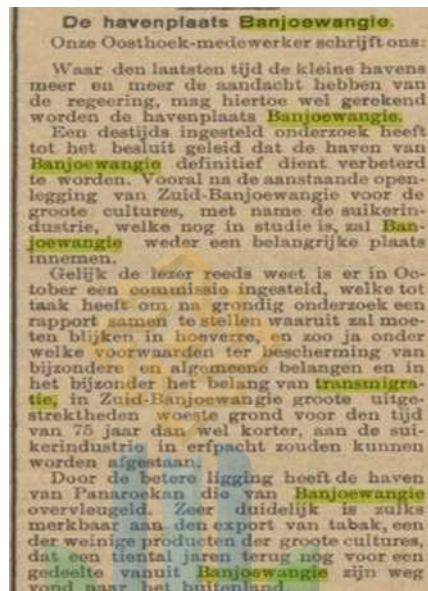 De havenplaats Banjoewangie.
Onze Oosthoek-medewerker schrijft ons:
Waar den laatsten tijd de kleine havens
meer en meer de aandacht hebben van
de regeering, mag hiertoe wel gerekend
worden de havenplaats Banjoewangie.
Een destijds ingesteld onderzoek heeft
tot het besluit geleid dat de haven van
Banjoewangie definitief dient verbeterd
te worden. Vooral na de aanstaande open-
legging van Zuid-Banjoewangie voor de
groote cultures, met name de suikerin-
dustrie, welke nog in studie is, zal Ban-
joewangie weder een belangrijke plaats
innemen.
Gelijk de lezer reeds weet is er in Oc-
tober een commissie ingesteld, welke tot
taak heeft om na grondig onderzoek een
rapport samen te stellen waaruit zal moe-
ten blijken in hoeverre, en zoo ja onder
welke voorwaarden ter bescherming van
bijzondere en algemeene belangen en in
het bijzonder het belang van transmigra-
tie, in Zuid-Banjoewangie groote uitge-
strektheden woeste grond voor den tijd
van 75 jaar dan wel korter, aan de sui-
kerindustrie in erfpacht zouden kunnen
worden afgestaan.
Door de betere ligging heeft de haven
van Panaroekan die van Banjoewangie
overvleugeld. Zeer duidelijk is zulks
merkbaar aan den export van tabak, een
der weinige producten der groote cultures,
dat een tiental jaren terug nog voor een
gedeelte vanuit Banjoewangie zijn weg
vond naar het buitenland.